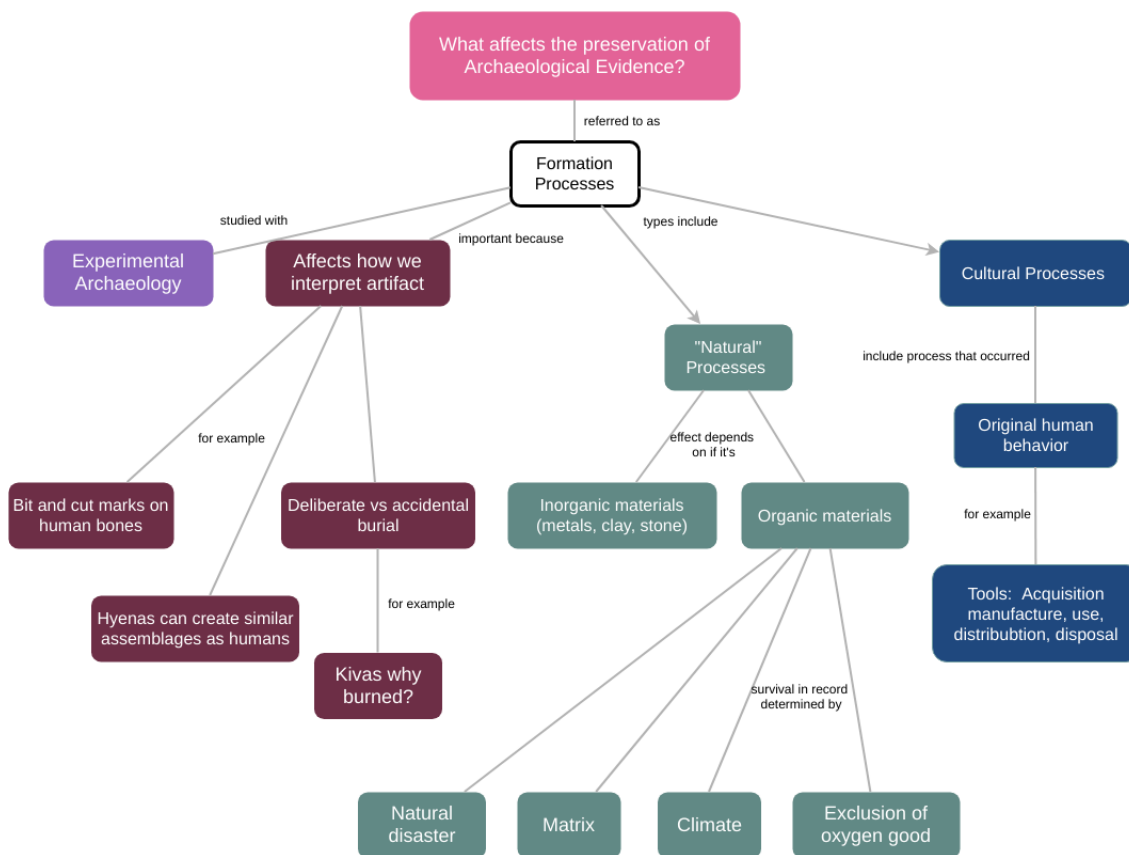 What affects the preservation of
Archaeological Evidence?
referred to as
Formation
Processes
studied with
important because
types include
Experimental
Archaeology
Affects how we
interpret artifact
Cultural Processes
"Natural"
Processes
include process that occurred
for example
effect depends
on if it's
Original human
behavior
Bit and cut marks on
human bones
Deliberate vs accidental
burial
Inorganic materials
(metals, clay, stone)
Organic materials
for example
Hyenas can create similar
assemblages as humans
for example
Tools:  Acquisition
manufacture, use,
distribubtion, disposal
Kivas why
burned?
survival in record
determined by
Natural
disaster
Matrix
Climate
Exclusion of
oxygen good